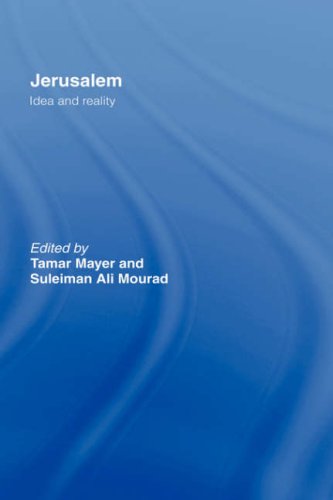 Jerusalem
Idea and reality
Edited by
Tamar Mayer and
Suleiman Ali Mourad